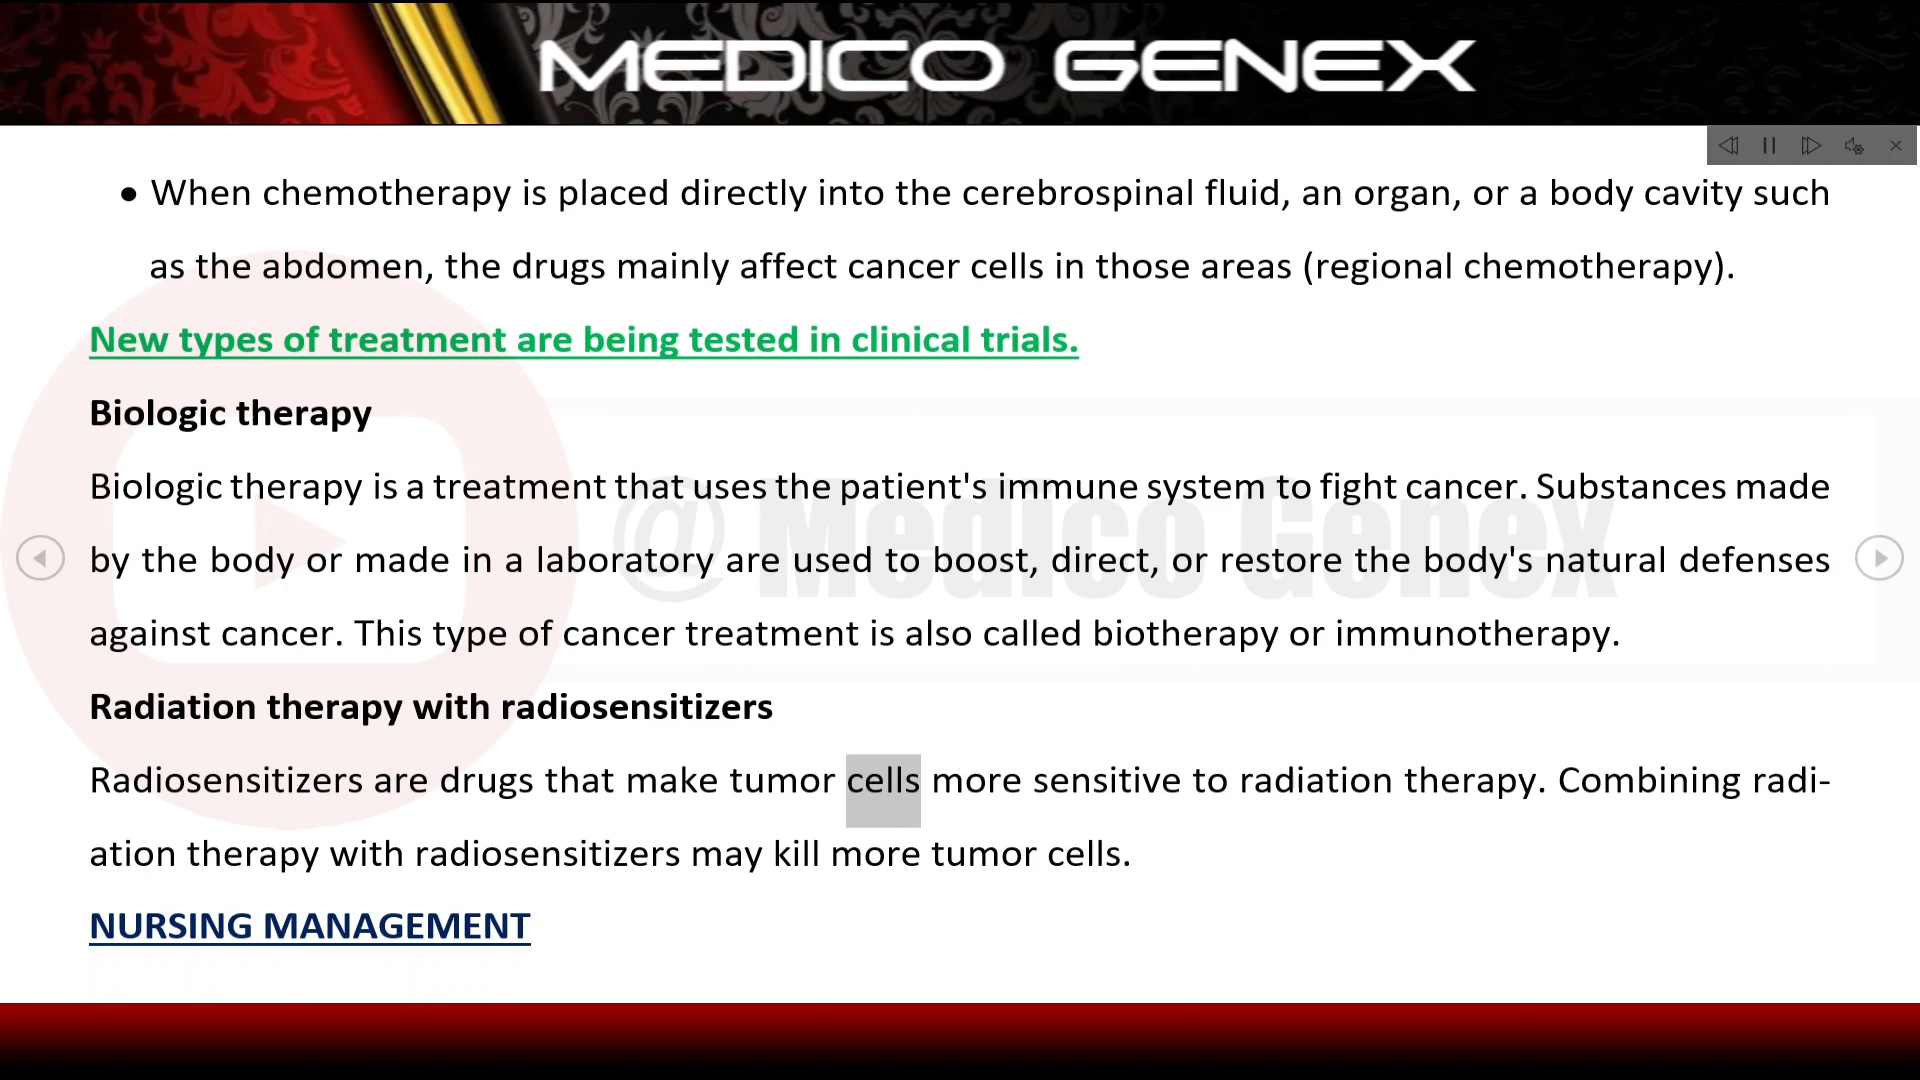 MEDICO GENEX
• When chemotherapy is placed directly into the cerebrospinal fluid, an organ, or a body cavity such
as the abdomen, the drugs mainly affect cancer cells in those areas (regional chemotherapy).
New types of treatment are being tested in clinical trials.
Biologic therapy
Biologic therapy is a treatment that uses the patient's immune system to fight cancer. Substances made
by the body or made in a laboratory are used to boost, direct, or restore the body's natural defenses
against cancer. This type of cancer treatment is also called biotherapy or immunotherapy.
@ Medico Genex
Radiation therapy with radiosensitizers
Radiosensitizers are drugs that make tumor cells more sensitive to radiation therapy. Combining radi-
ation therapy with radiosensitizers may kill more tumor cells.
NURSING MANAGEMENT